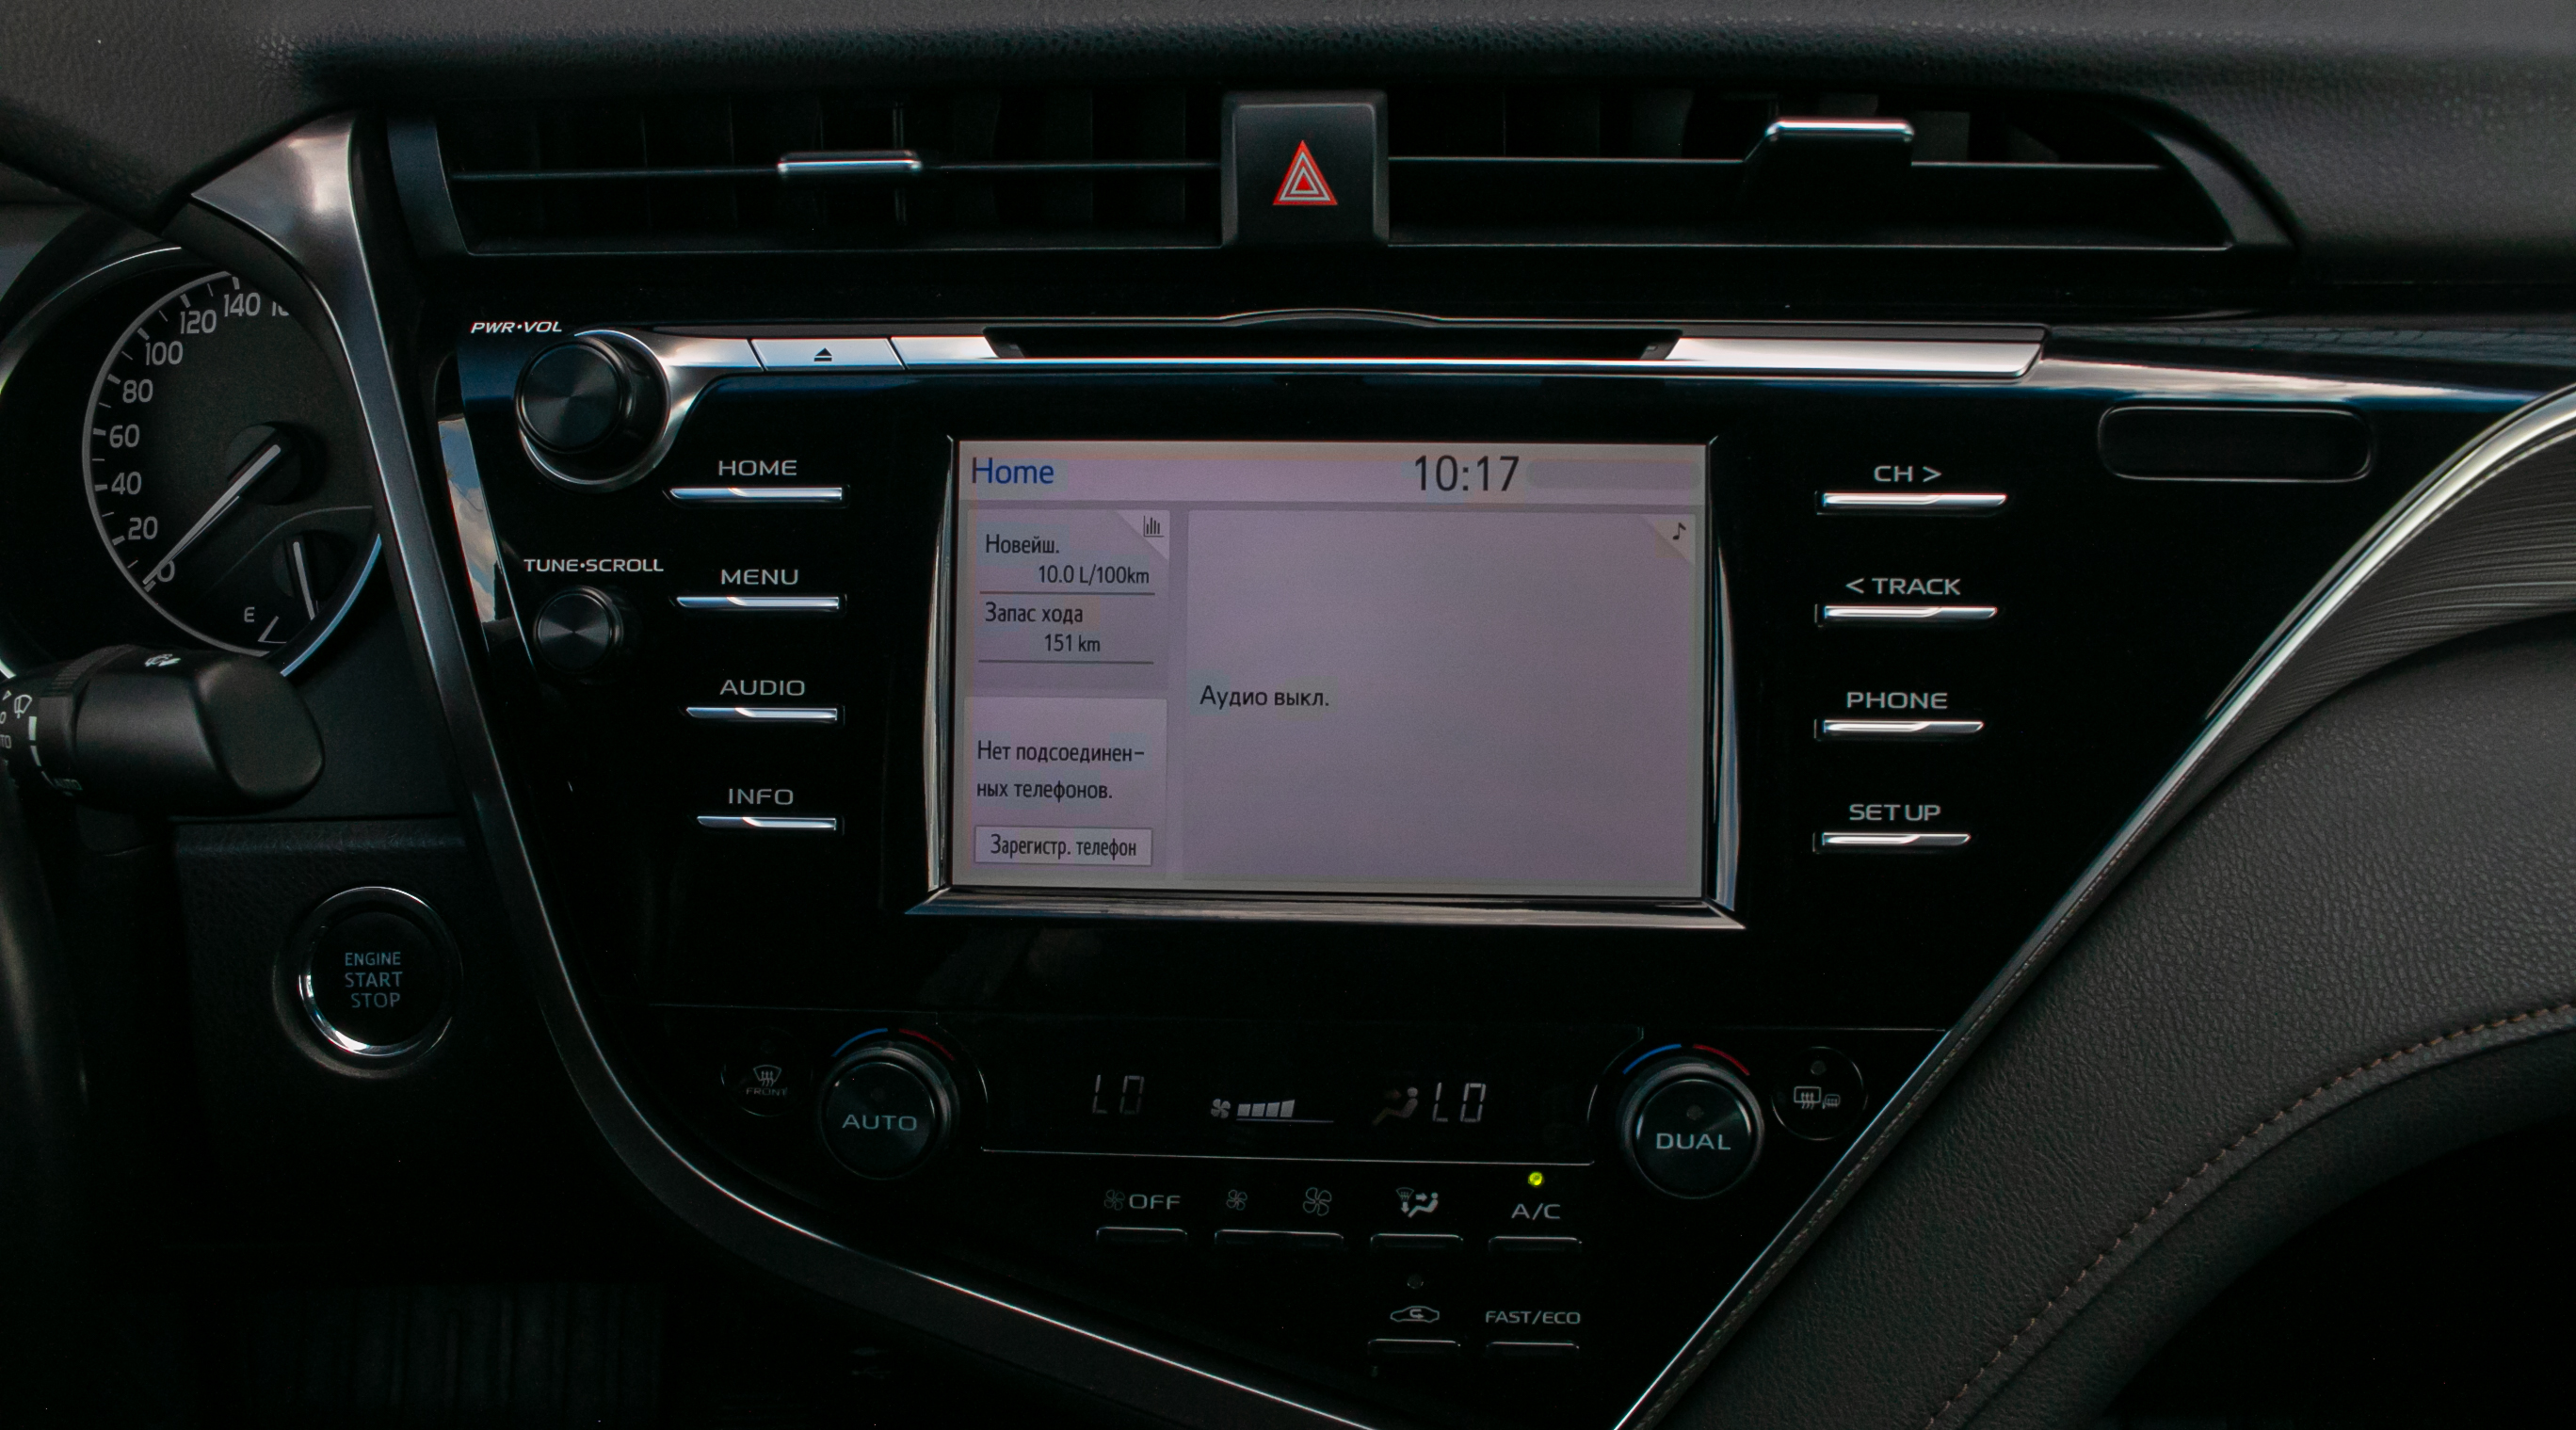 140
120
100
80
60
40
20
0
E
PWR•VOL
TUNE•SCROLL
HOME
MENU
AUDIO
INFO
Home 10:17
Новейш.
10.0 L/100km
Запас хода
151 km
Нет подсоединен-
ных телефонов.
Зарегистр. телефон
Аудио выкл.
CH >
< TRACK
PHONE
SETUP
ENGINE
START
STOP
FRONT
AUTO
LO LO
DUAL
OFF
A/C
FAST/ECO